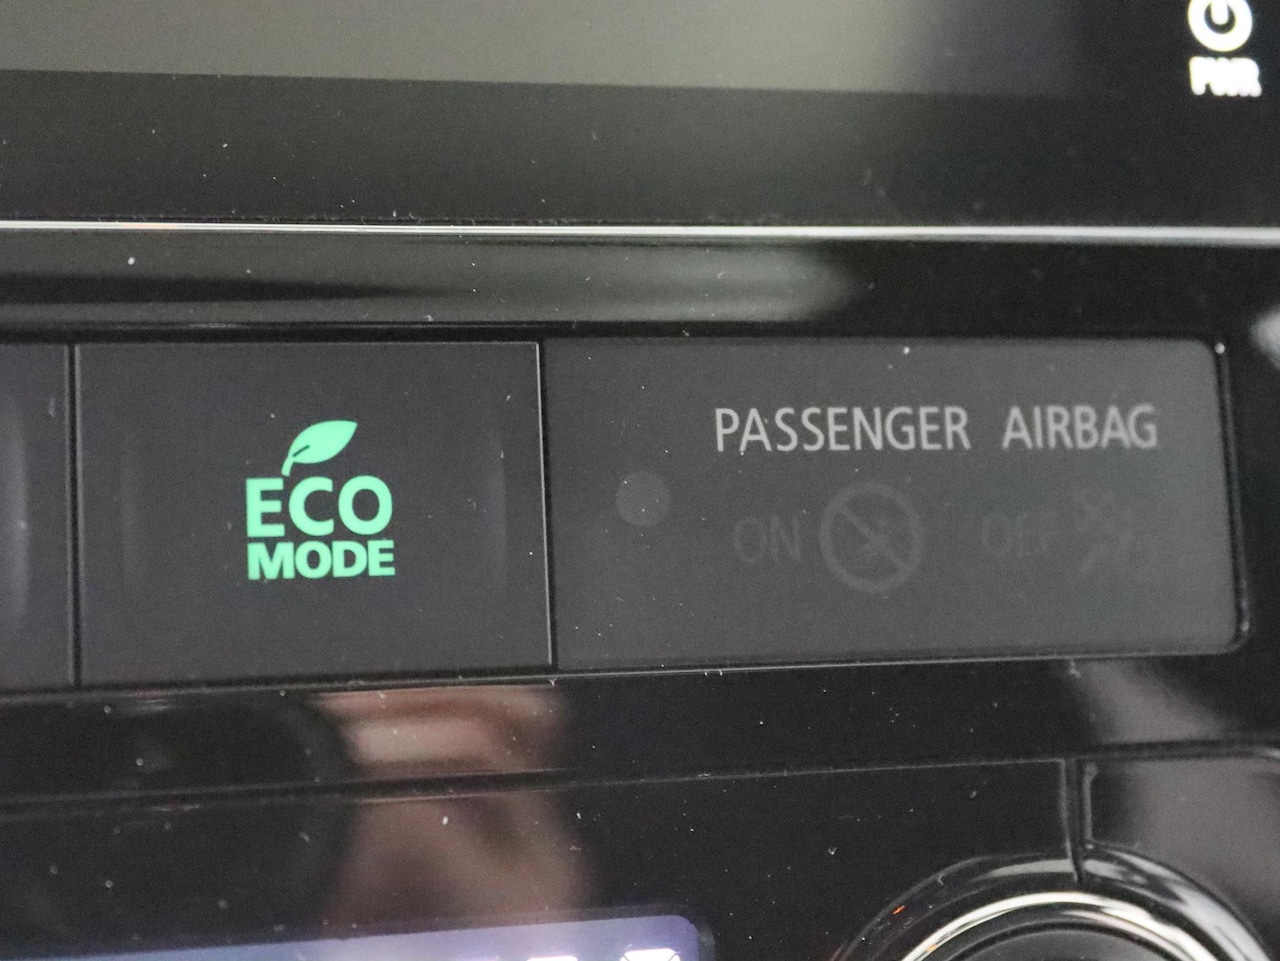 PWR
PASSENGER AIRBAG
ECO
MODE
ON OFF